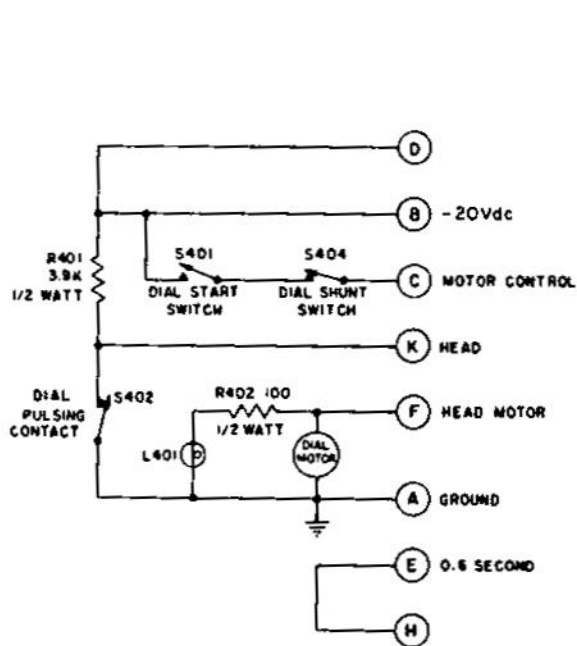 D
B -20Vdc
R401
3.9K
1/2 WATT
S401
DIAL START
SWITCH
S404
DIAL SHUNT
SWITCH
C MOTOR CONTROL
K HEAD
DIAL
PULSING
CONTACT
S402
R402 100
1/2 WATT
L401
DIAL
MOTOR
F HEAD MOTOR
A GROUND
E 0.6 SECOND
H